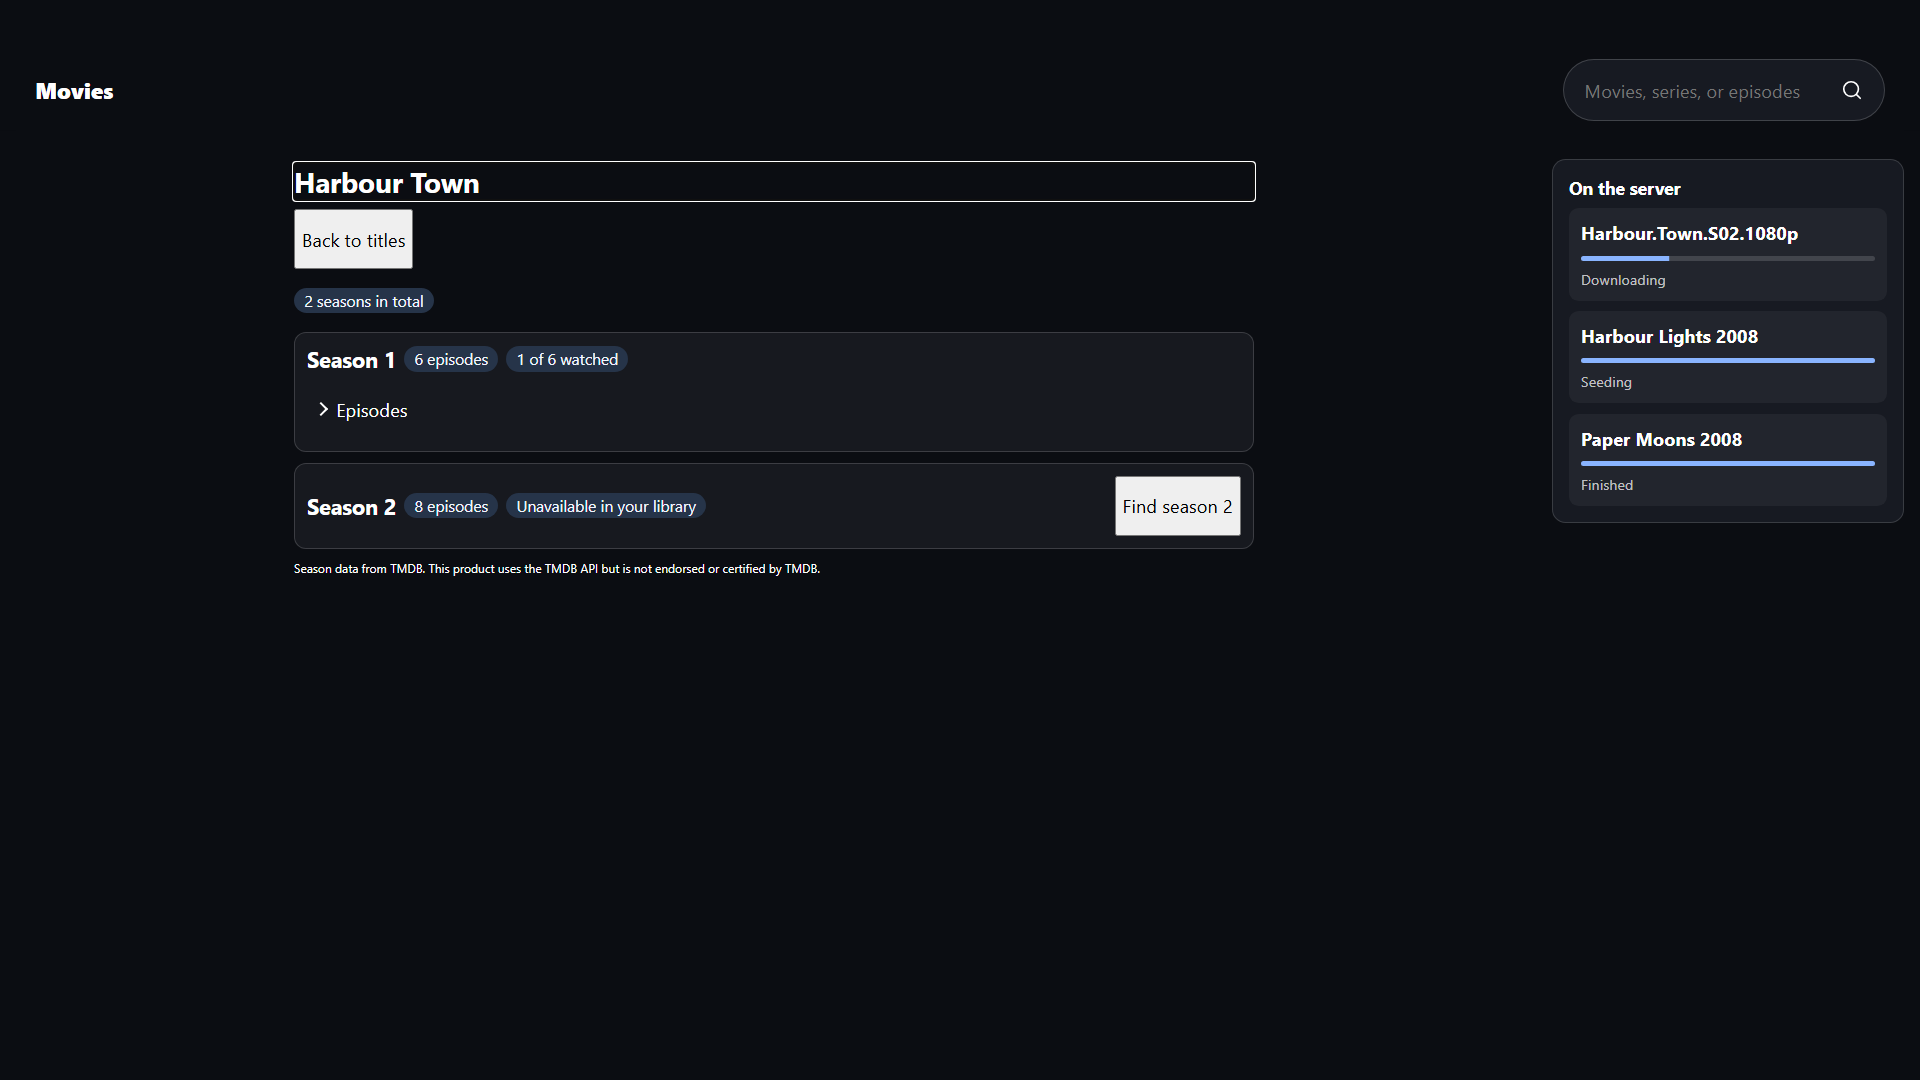 Movies
Movies, series, or episodes
Harbour Town
Back to titles
2 seasons in total
Season 1 6 episodes 1 of 6 watched
Episodes
Season 2 8 episodes Unavailable in your library Find season 2
Season data from TMDB. This product uses the TMDB API but is not endorsed or certified by TMDB.
On the server
Harbour.Town.S02.1080p
Downloading
Harbour Lights 2008
Seeding
Paper Moons 2008
Finished